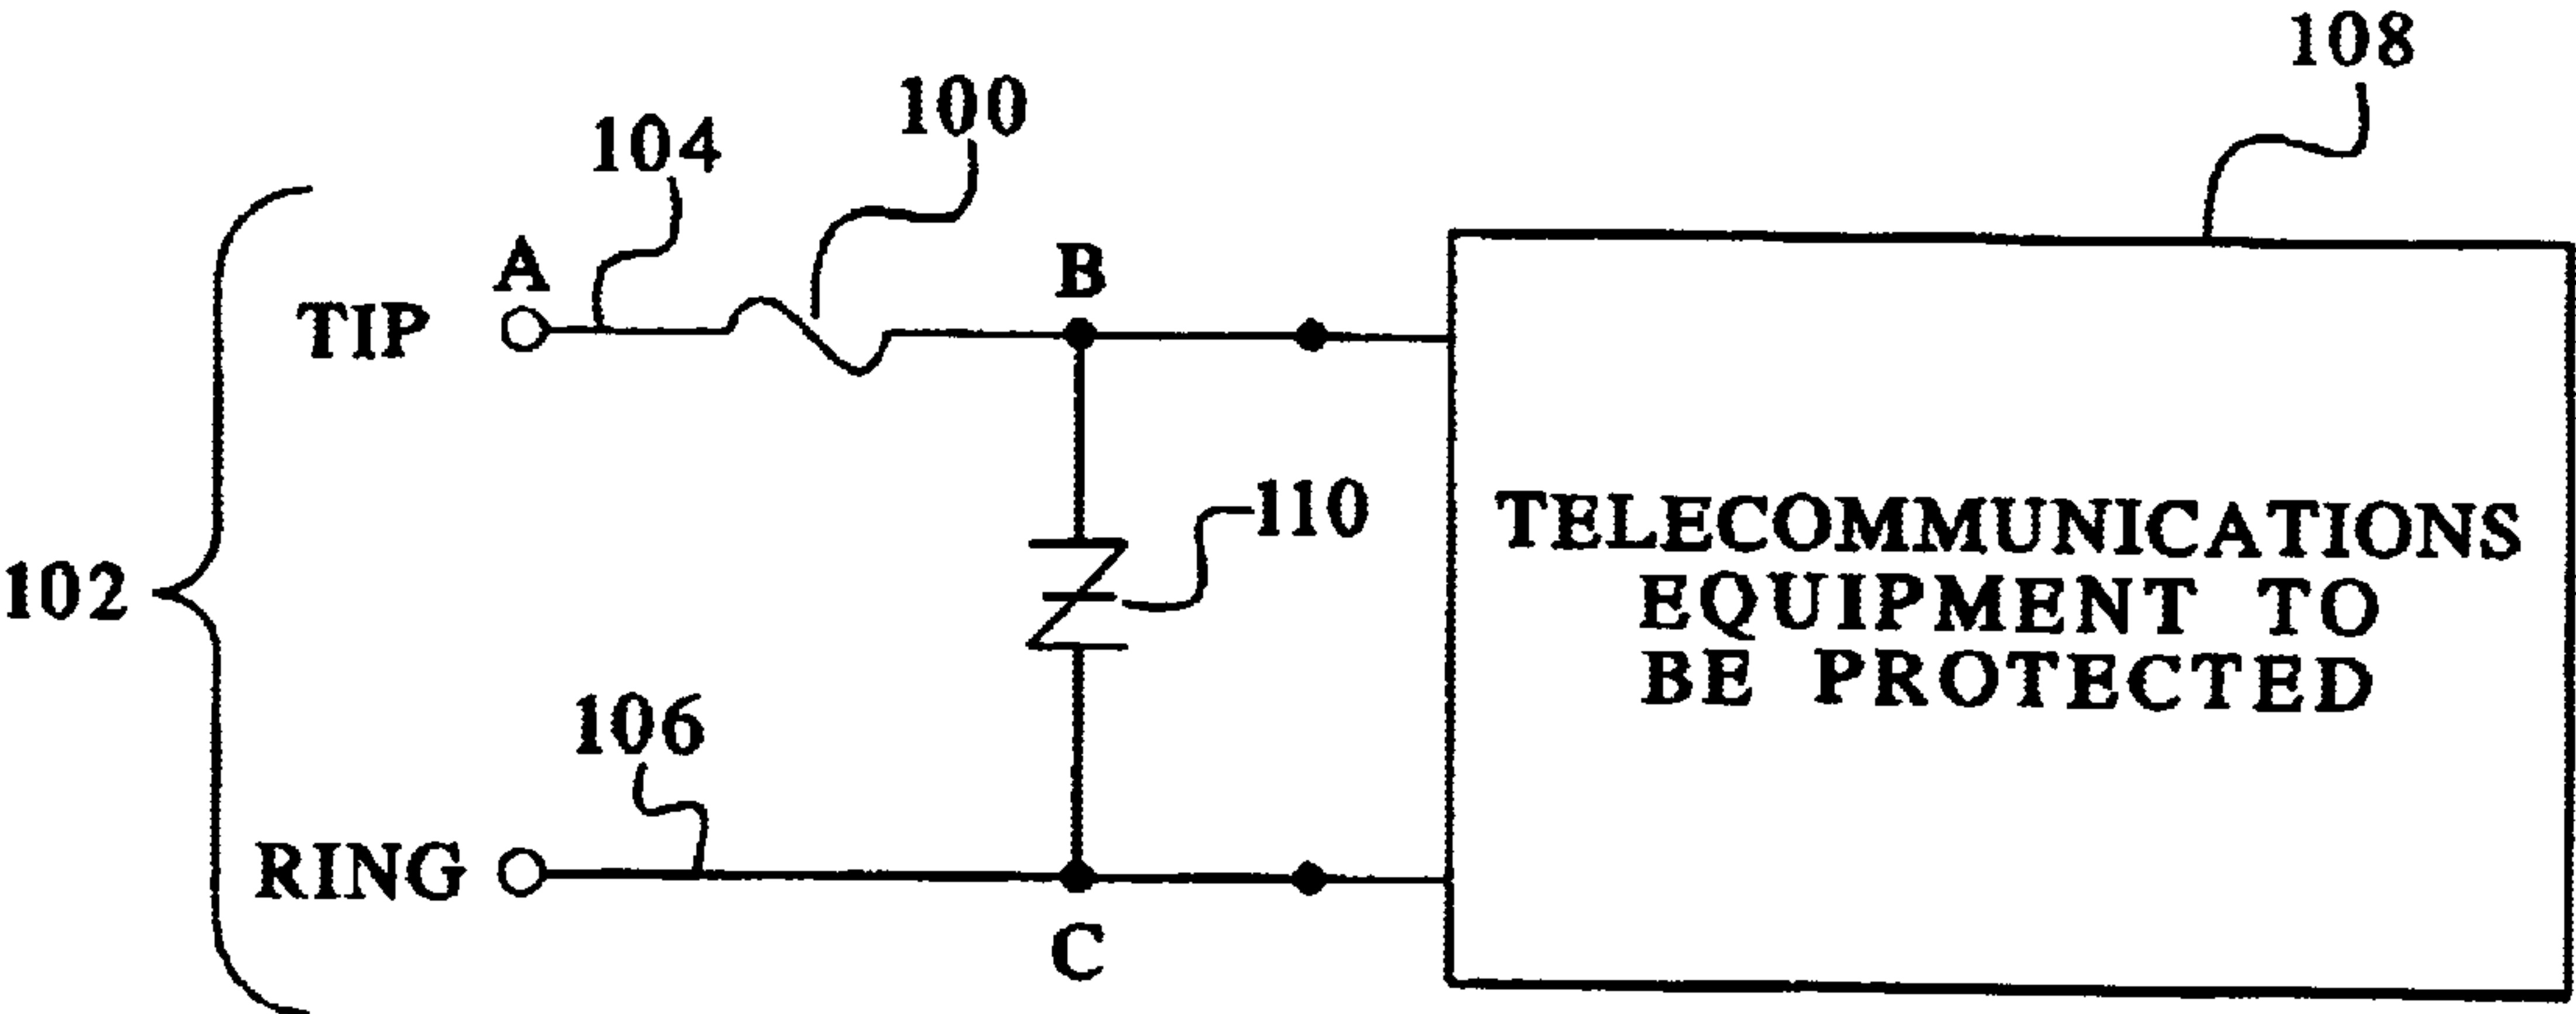 108
100
104
A
B
TIP
110
TELECOMMUNICATIONS
EQUIPMENT TO
BE PROTECTED
102
106
RING
C